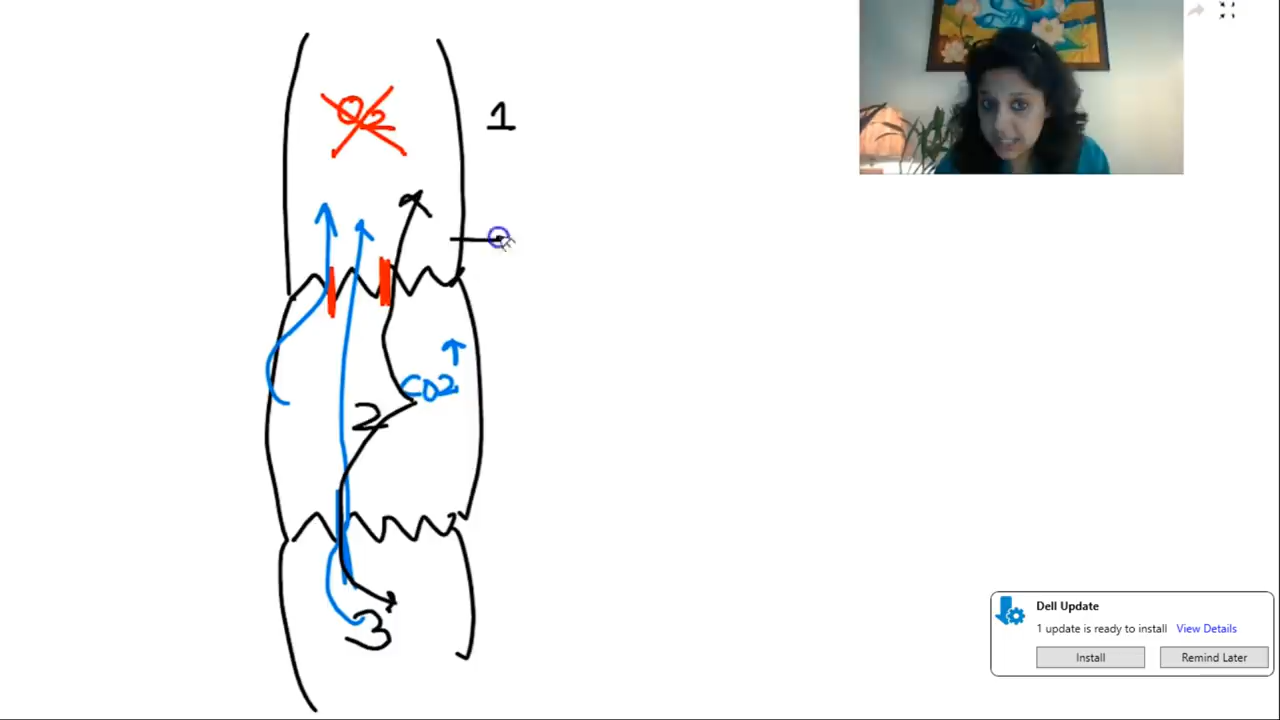 O2
1
CO2
2
3
Dell Update
1 update is ready to install View Details
Install Remind Later